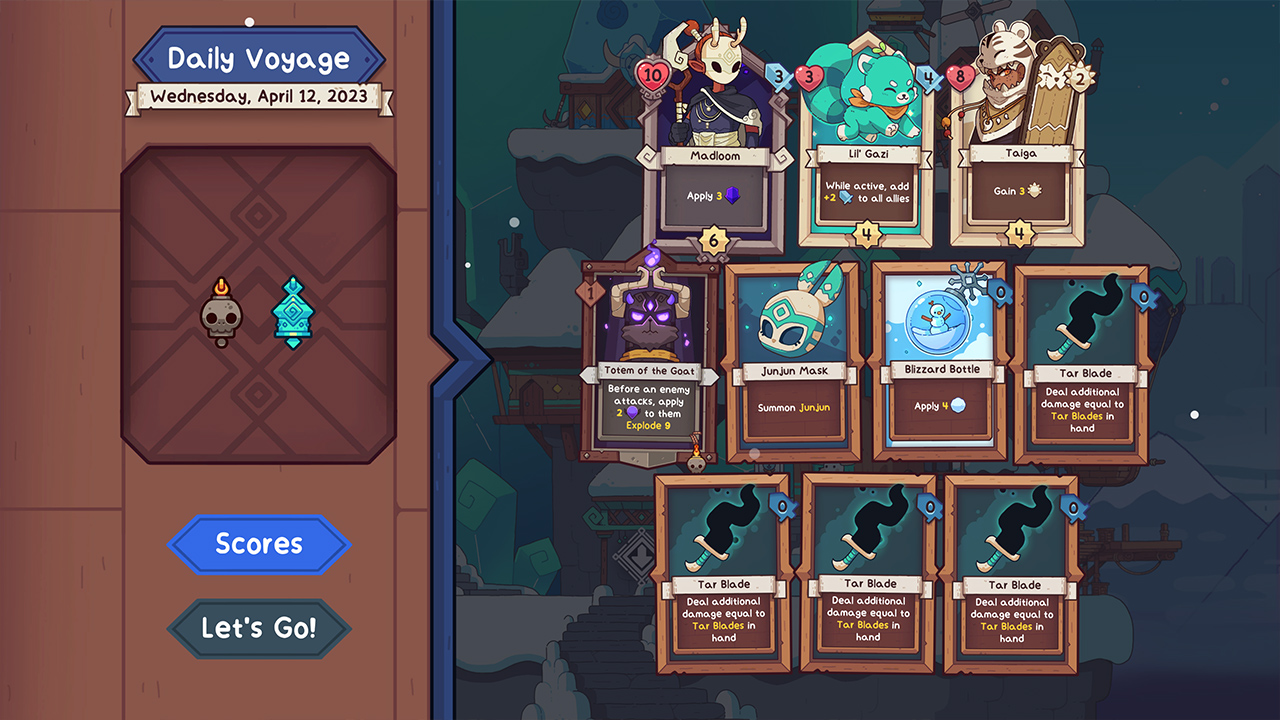 Daily Voyage
Wednesday, April 12, 2023
Scores
Let's Go!
10
3
Madloom
Apply 3
6
3
4
Lil' Gazi
While active, add
+2 to all allies
4
8
2
Taiga
Gain 3
4
1
Totem of the Goat
Before an enemy
attacks, apply
2 to them
Explode 9
Junjun Mask
Summon Junjun
0
Blizzard Bottle
Apply 4
0
Tar Blade
Deal additional
damage equal to
Tar Blades in
hand
0
Tar Blade
Deal additional
damage equal to
Tar Blades in
hand
0
Tar Blade
Deal additional
damage equal to
Tar Blades in
hand
0
Tar Blade
Deal additional
damage equal to
Tar Blades in
hand